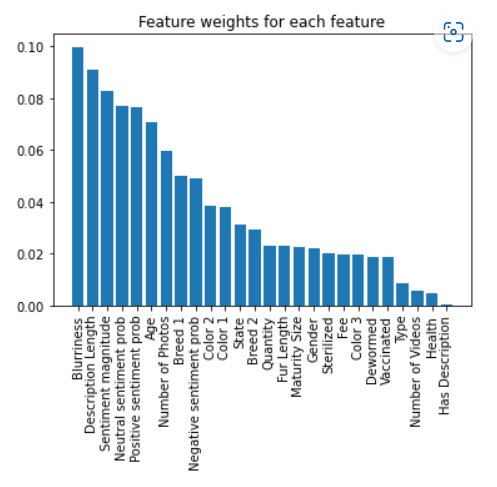 Feature weights for each feature
0.10
0.08
0.06
0.04
0.02
0.00
Blurriness
Description Length
Sentiment magnitude
Neutral sentiment prob
Positive sentiment prob
Age
Number of Photos
Breed 1
Negative sentiment prob
Color 2
Color 1
State
Breed 2
Quantity
Fur Length
Maturity Size
Gender
Sterilized
Fee
Color 3
Dewormed
Vaccinated
Type
Number of Videos
Health
Has Description